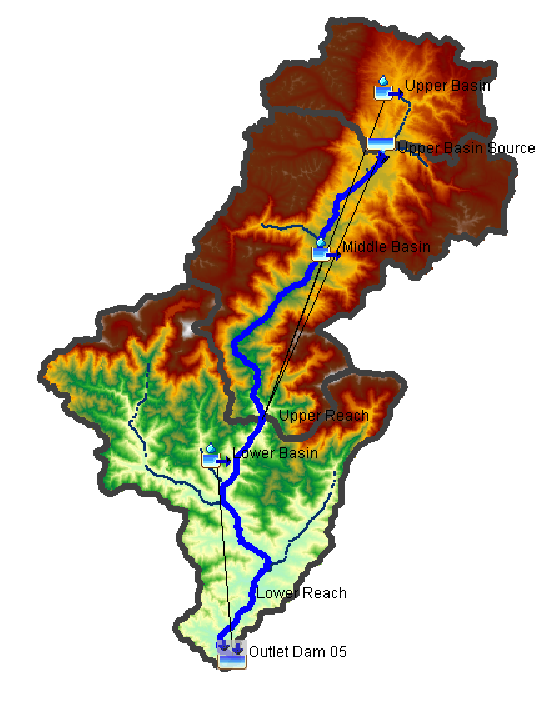 Upper Basin
Upper Basin Source
Middle Basin
Upper Reach
Lower Basin
Lower Reach
Outlet Dam 05